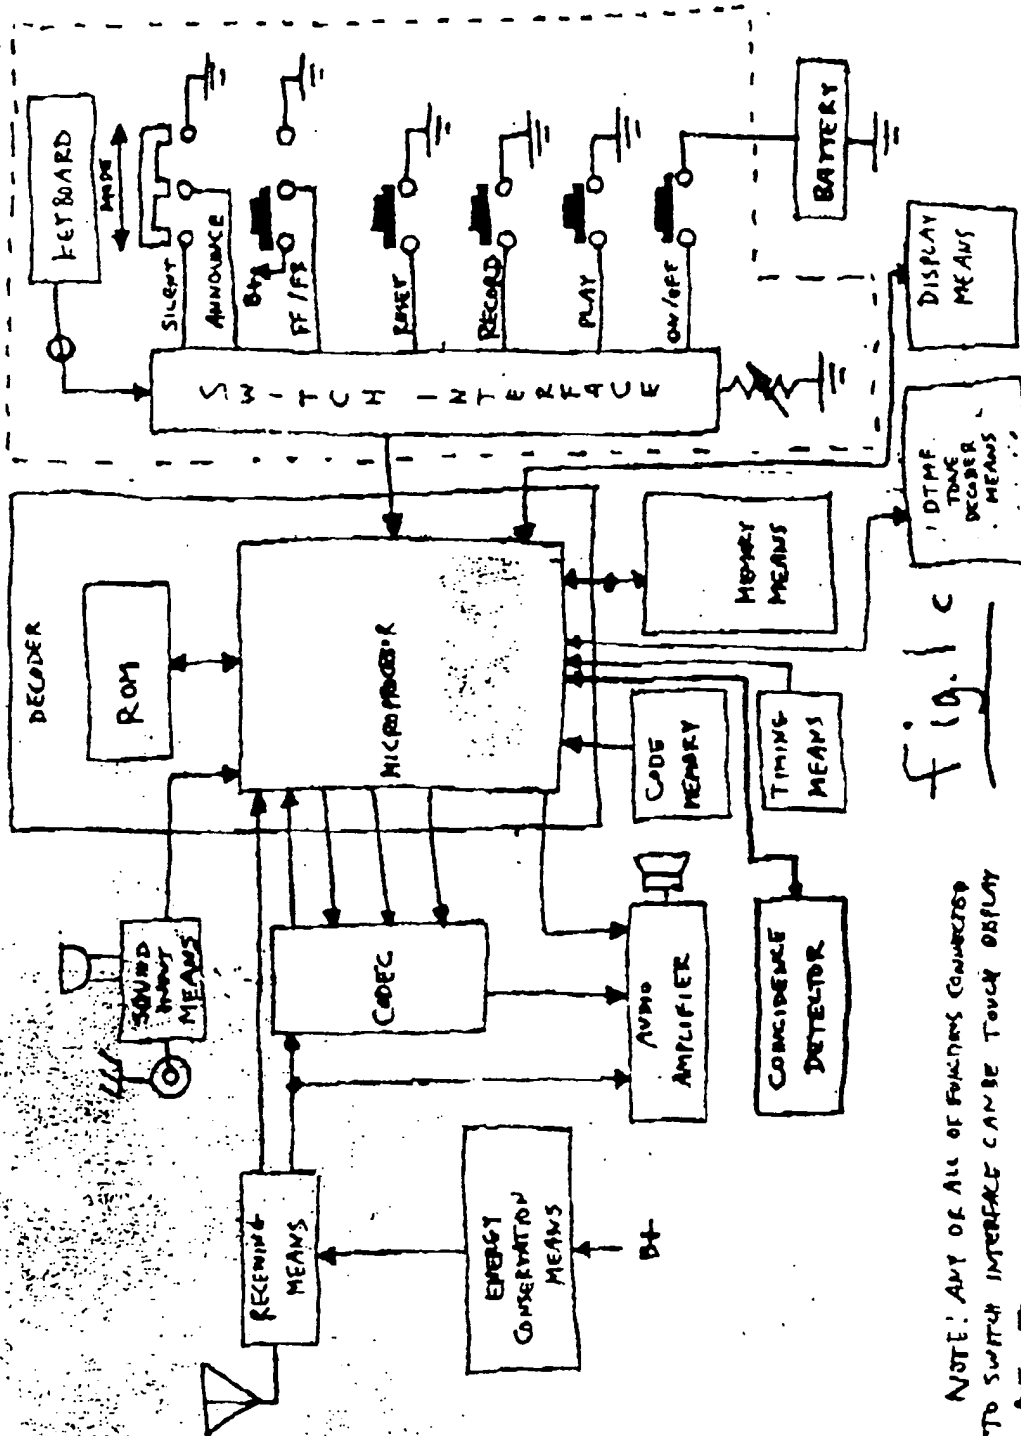 KEYBOARD
MODE
SILENT
ANNOUNCE
B+
FF/FR
RESET
RECORD
PLAY
ON/OFF
BATTERY
SWITCH INTERFACE
DISPLAY
MEANS
DTMF
TONE
DECODER
MEANS
DECODER
ROM
MICROPROCESSOR
MEMORY
MEANS
CODE
MEMORY
TIMING
MEANS
SOUND
INPUT
MEANS
CODEC
AUDIO
AMPLIFIER
COINCIDENCE
DETECTOR
RECEIVING
MEANS
ENERGY
CONSERVATION
MEANS
B+
Fig. 1 C
NOTE: ANY OR ALL OF FUNCTIONS CONNECTED
TO SWITCH INTERFACE CAN BE TOUCH DISPLAY